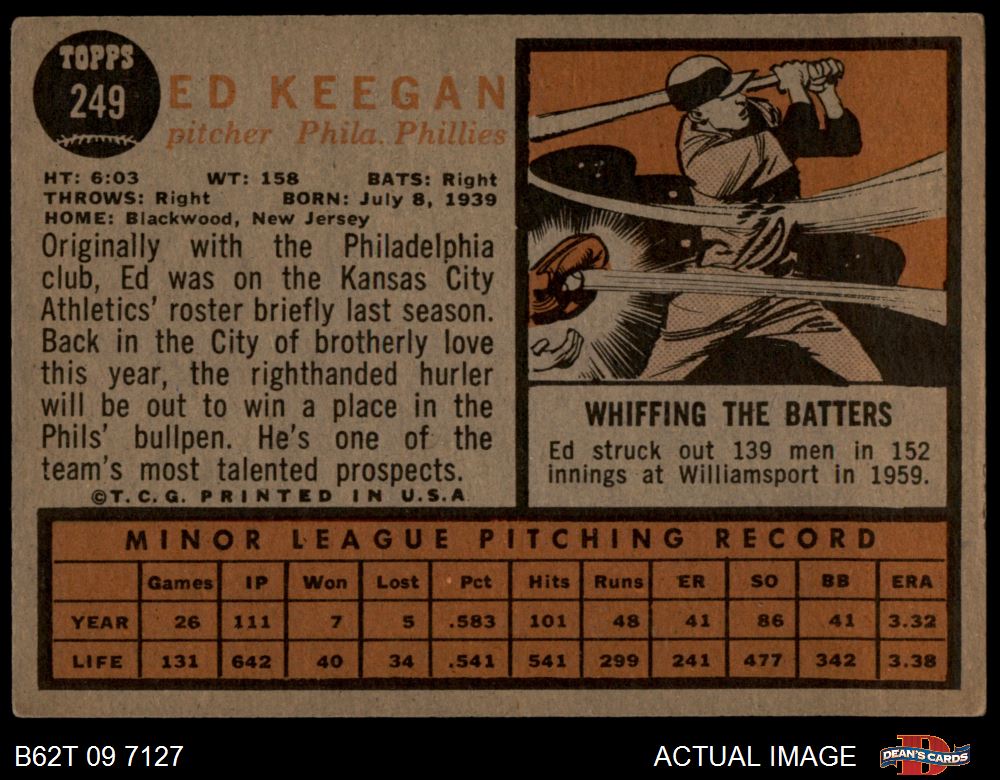 TOPPS
249
ED KEEGAN
pitcher Phila. Phillies
HT: 6:03 WT: 158 BATS: Right
THROWS: Right BORN: July 8, 1939
HOME: Blackwood, New Jersey
Originally with the Philadelphia
club, Ed was on the Kansas City
Athletics' roster briefly last season.
Back in the City of brotherly love
this year, the righthanded hurler
will be out to win a place in the
Phils' bullpen. He's one of the
team's most talented prospects.
©T.C.G. PRINTED IN U.S.A
WHIFFING THE BATTERS
Ed struck out 139 men in 152
innings at Williamsport in 1959.
MINOR LEAGUE PITCHING RECORD
Games IP Won Lost Pct Hits Runs ER SO BB ERA
YEAR 26 111 7 5 .583 101 48 41 86 41 3.32
LIFE 131 642 40 34 .541 541 299 241 477 342 3.38
B62T 09 7127
ACTUAL IMAGE
DEAN'S CARDS